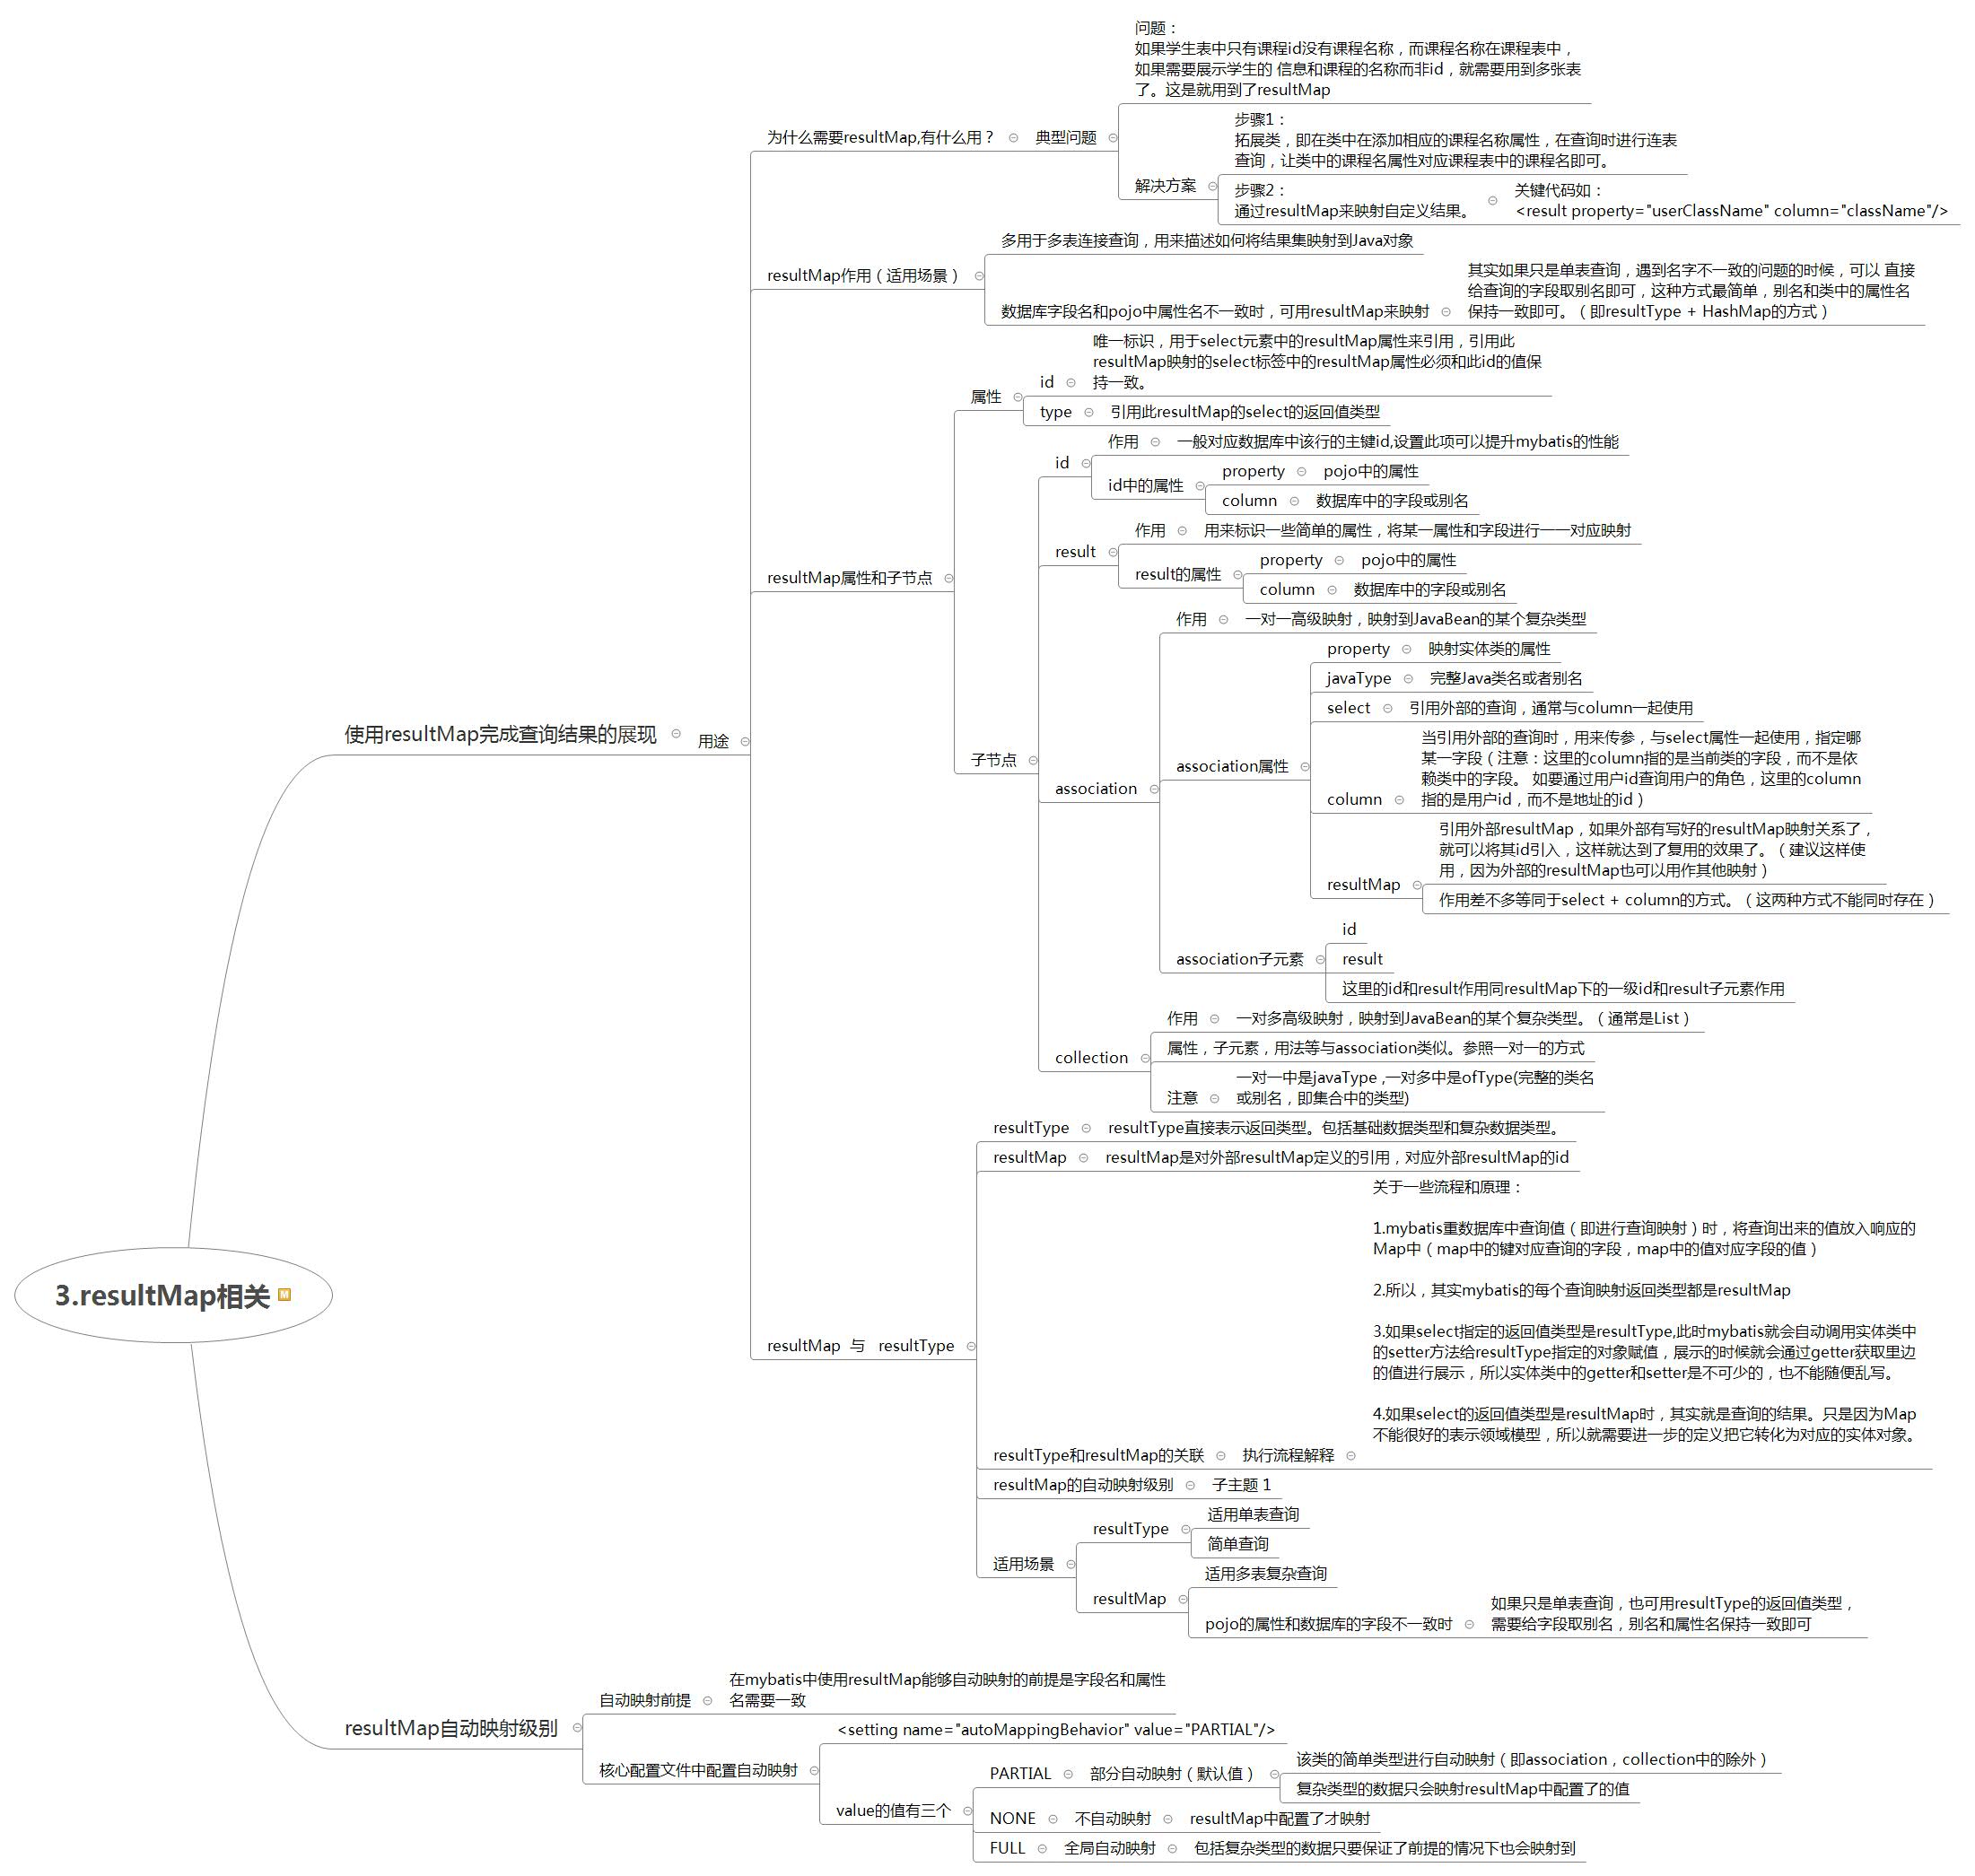 3.resultMap相关
使用resultMap完成查询结果的展现
用途
为什么需要resultMap,有什么用？
典型问题
问题：
如果学生表中只有课程id没有课程名称，而课程名称在课程表中，
如果需要展示学生的 信息和课程的名称而非id，就需要用到多张表
了。这是就用到了resultMap
解决方案
步骤1：
拓展类，即在类中在添加相应的课程名称属性，在查询时进行连表
查询，让类中的课程名属性对应课程表中的课程名即可。
步骤2：
通过resultMap来映射自定义结果。
关键代码如：
<result property="userClassName" column="className"/>
resultMap作用（适用场景）
多用于多表连接查询，用来描述如何将结果集映射到Java对象
数据库字段名和pojo中属性名不一致时，可用resultMap来映射
其实如果只是单表查询，遇到名字不一致的问题的时候，可以 直接
给查询的字段取别名即可，这种方式最简单，别名和类中的属性名
保持一致即可。（即resultType + HashMap的方式）
resultMap属性和子节点
属性
id
唯一标识，用于select元素中的resultMap属性来引用，引用此
resultMap映射的select标签中的resultMap属性必须和此id的值保
持一致。
type
引用此resultMap的select的返回值类型
子节点
id
作用
一般对应数据库中该行的主键id,设置此项可以提升mybatis的性能
id中的属性
property
pojo中的属性
column
数据库中的字段或别名
result
作用
用来标识一些简单的属性，将某一属性和字段进行一一对应映射
result的属性
property
pojo中的属性
column
数据库中的字段或别名
association
作用
一对一高级映射，映射到JavaBean的某个复杂类型
association属性
property
映射实体类的属性
javaType
完整Java类名或者别名
select
引用外部的查询，通常与column一起使用
column
当引用外部的查询时，用来传参，与select属性一起使用，指定哪
某一字段（注意：这里的column指的是当前类的字段，而不是依
赖类中的字段。 如要通过用户id查询用户的角色，这里的column
指的是用户id，而不是地址的id）
resultMap
引用外部resultMap，如果外部有写好的resultMap映射关系了，
就可以将其id引入，这样就达到了复用的效果了。（建议这样使
用，因为外部的resultMap也可以用作其他映射）
作用差不多等同于select + column的方式。（这两种方式不能同时存在）
association子元素
id
result
这里的id和result作用同resultMap下的一级id和result子元素作用
collection
作用
一对多高级映射，映射到JavaBean的某个复杂类型。（通常是List）
属性，子元素，用法等与association类似。参照一对一的方式
注意
一对一中是javaType ,一对多中是ofType(完整的类名
或别名，即集合中的类型)
resultMap 与 resultType
resultType
resultType直接表示返回类型。包括基础数据类型和复杂数据类型。
resultMap
resultMap是对外部resultMap定义的引用，对应外部resultMap的id
resultType和resultMap的关联
执行流程解释
关于一些流程和原理：
1.mybatis重数据库中查询值（即进行查询映射）时，将查询出来的值放入响应的
Map中（map中的键对应查询的字段，map中的值对应字段的值）
2.所以，其实mybatis的每个查询映射返回类型都是resultMap
3.如果select指定的返回值类型是resultType,此时mybatis就会自动调用实体类中
的setter方法给resultType指定的对象赋值，展示的时候就会通过getter获取里边
的值进行展示，所以实体类中的getter和setter是不可少的，也不能随便乱写。
4.如果select的返回值类型是resultMap时，其实就是查询的结果。只是因为Map
不能很好的表示领域模型，所以就需要进一步的定义把它转化为对应的实体对象。
resultMap的自动映射级别
子主题 1
适用场景
resultType
适用单表查询
简单查询
resultMap
适用多表复杂查询
pojo的属性和数据库的字段不一致时
如果只是单表查询，也可用resultType的返回值类型，
需要给字段取别名，别名和属性名保持一致即可
resultMap自动映射级别
自动映射前提
在mybatis中使用resultMap能够自动映射的前提是字段名和属性
名需要一致
核心配置文件中配置自动映射
<setting name="autoMappingBehavior" value="PARTIAL"/>
value的值有三个
PARTIAL
部分自动映射（默认值）
该类的简单类型进行自动映射（即association，collection中的除外）
复杂类型的数据只会映射resultMap中配置了的值
NONE
不自动映射
resultMap中配置了才映射
FULL
全局自动映射
包括复杂类型的数据只要保证了前提的情况下也会映射到